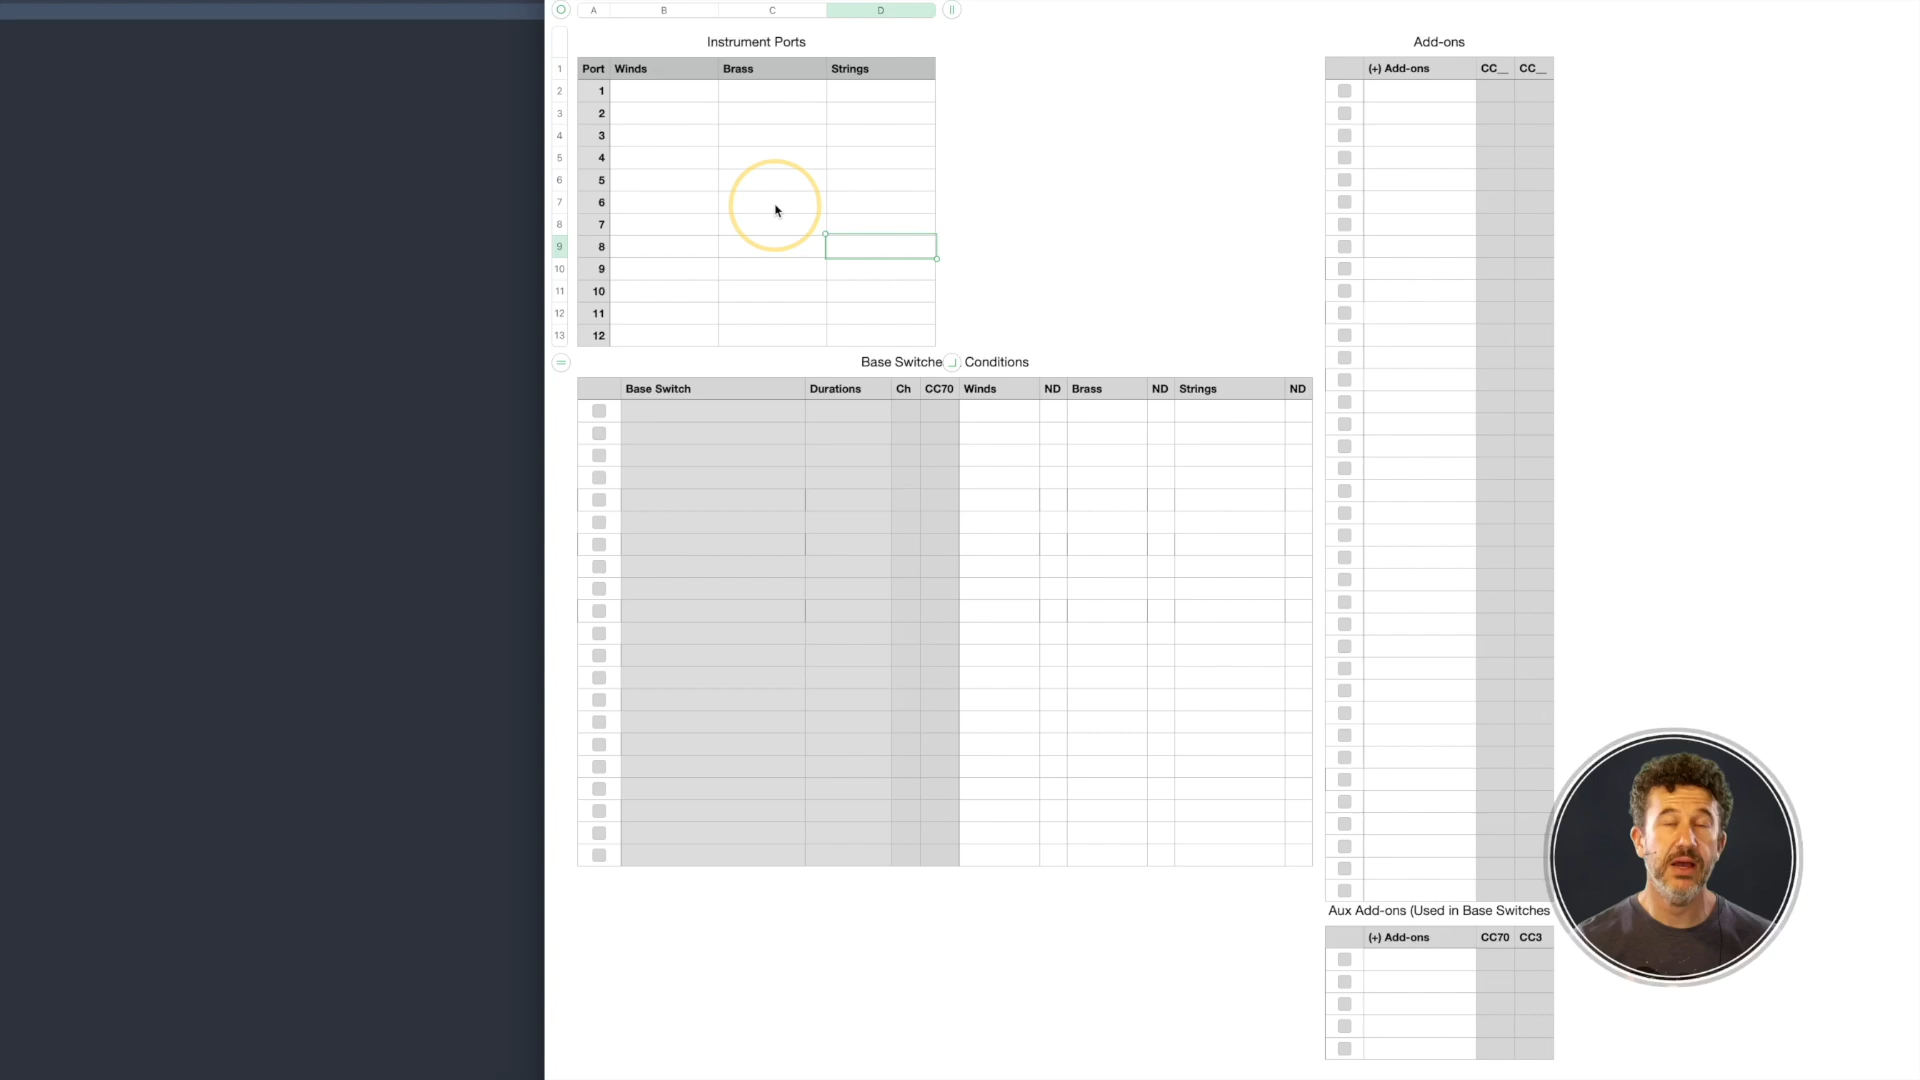 A B C D
Instrument Ports
Port Winds Brass Strings
1 1
2
2 3
3
4
4 5
5
6
6 7
7
8
8 9
9
10
10 11
11
12
12 13
Base Switche Conditions
Base Switch Durations Ch CC70 Winds ND Brass ND Strings ND
Add-ons
(+) Add-ons CC__ CC__
Aux Add-ons (Used in Base Switches
(+) Add-ons CC70 CC3